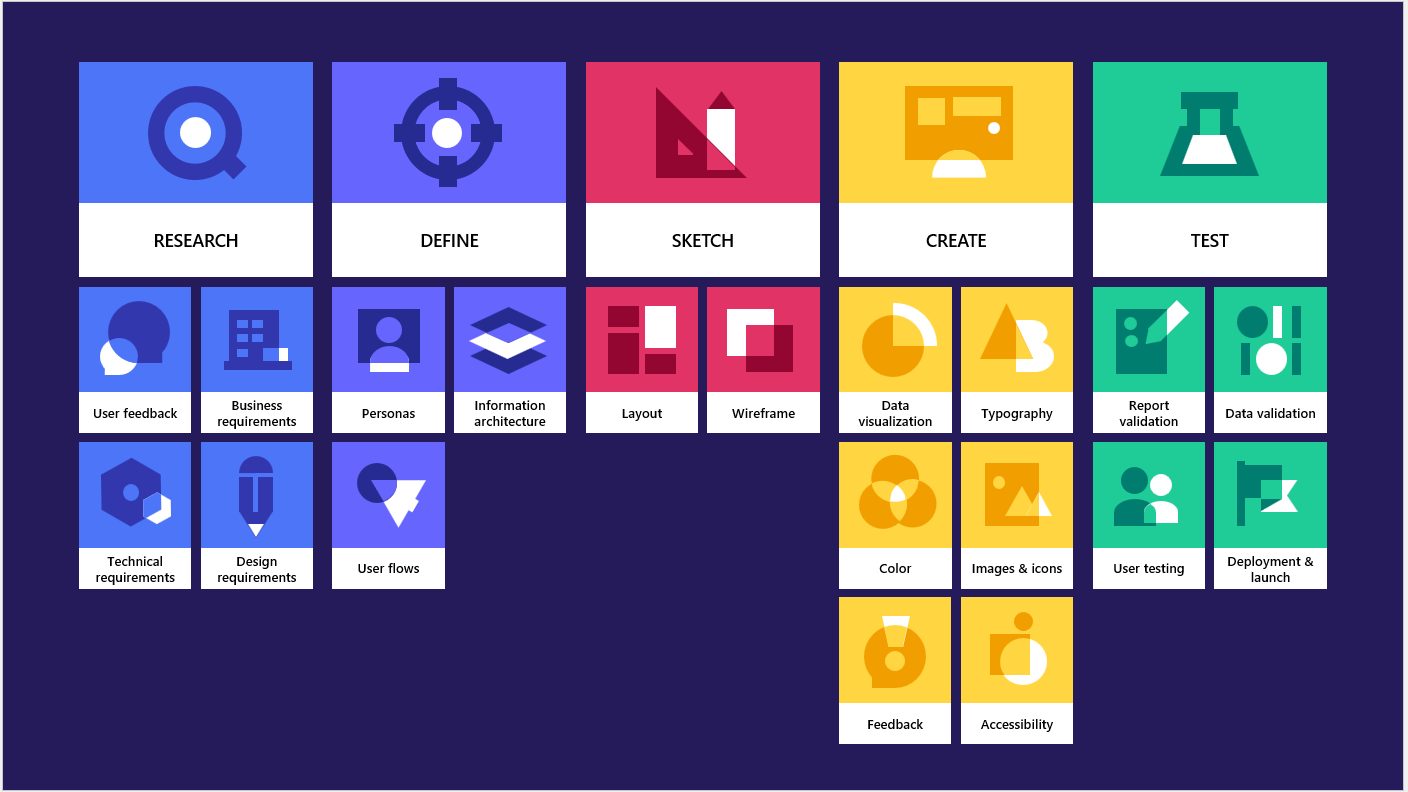 RESEARCH
DEFINE
SKETCH
CREATE
TEST
User feedback
Business
requirements
Personas
Information
architecture
Layout
Wireframe
Data
visualization
Typography
Report
validation
Data validation
Technical
requirements
Design
requirements
User flows
Color
Images & icons
User testing
Deployment &
launch
Feedback
Accessibility